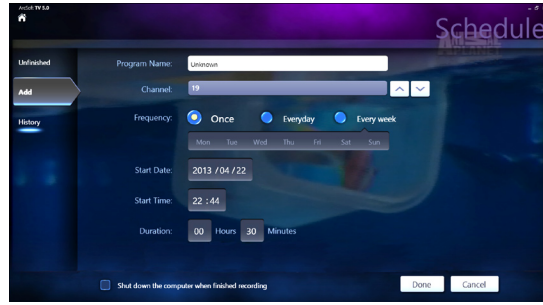 ArcSoft TV 5.0
Schedule
ANIMAL
PLANET
Unfinished
Program Name: Unknown
Add
Channel: 19
History
Frequency: Once Everyday Every week
Mon Tue Wed Thu Fri Sat Sun
Start Date: 2013 /04 /22
Start Time: 22 :44
Duration: 00 Hours 30 Minutes
Shut down the computer when finished recording
Done Cancel